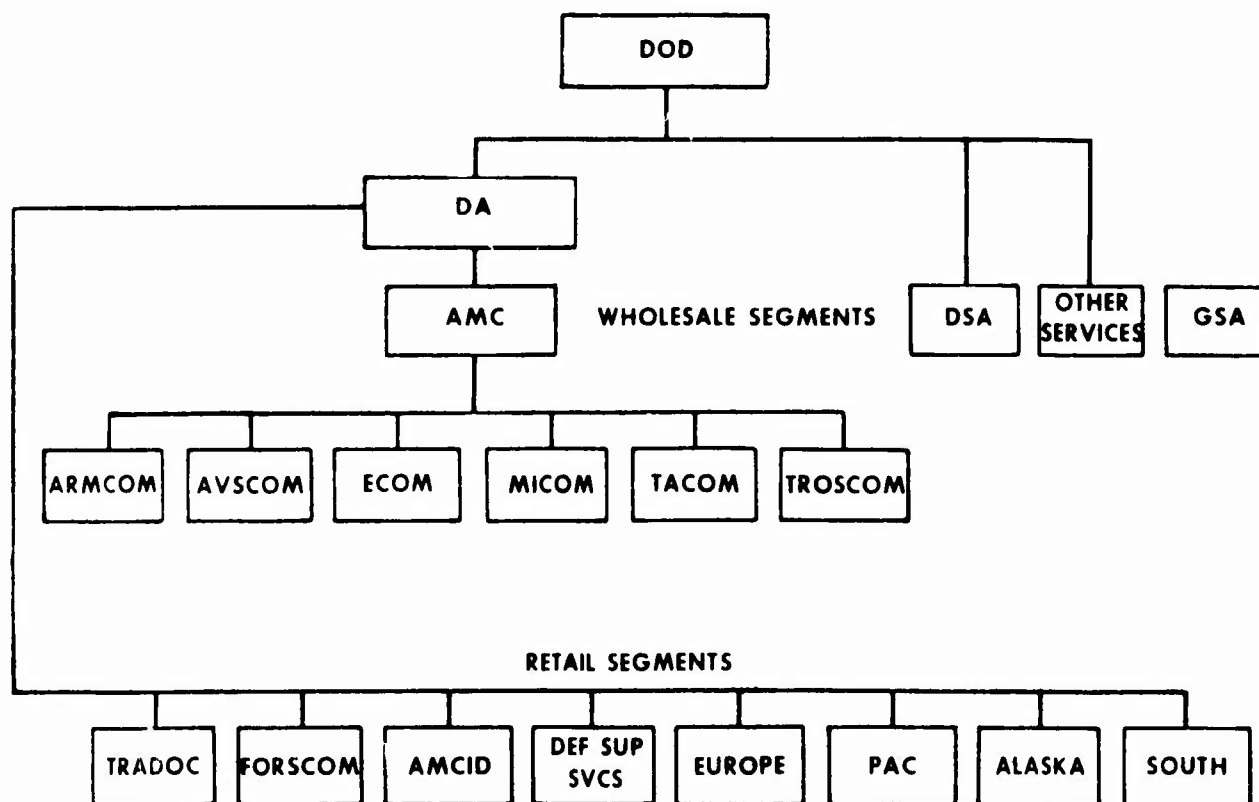 DOD
DA
AMC
WHOLESALE SEGMENTS
DSA
OTHER
SERVICES
GSA
ARMCOM
AVSCOM
ECOM
MICOM
TACOM
TROSCOM
RETAIL SEGMENTS
TRADOC
FORSCOM
AMCID
DEF SUP
SVCS
EUROPE
PAC
ALASKA
SOUTH